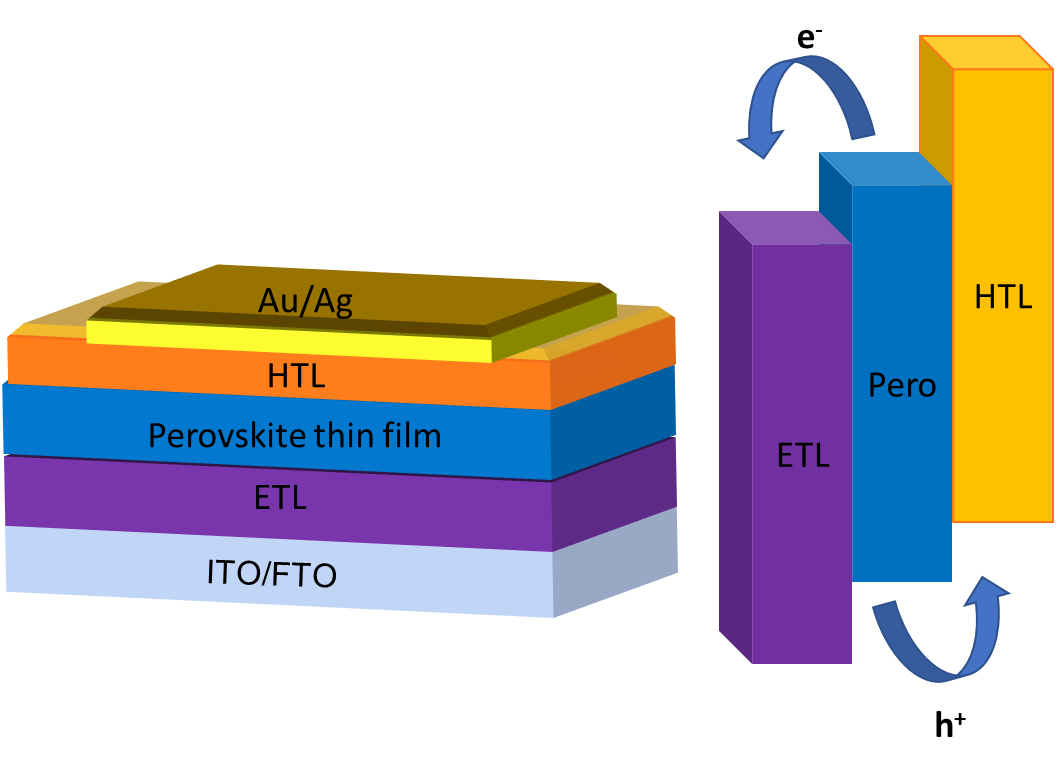 Au/Ag
HTL
Perovskite thin film
ETL
ITO/FTO
e⁻
HTL
Pero
ETL
h⁺